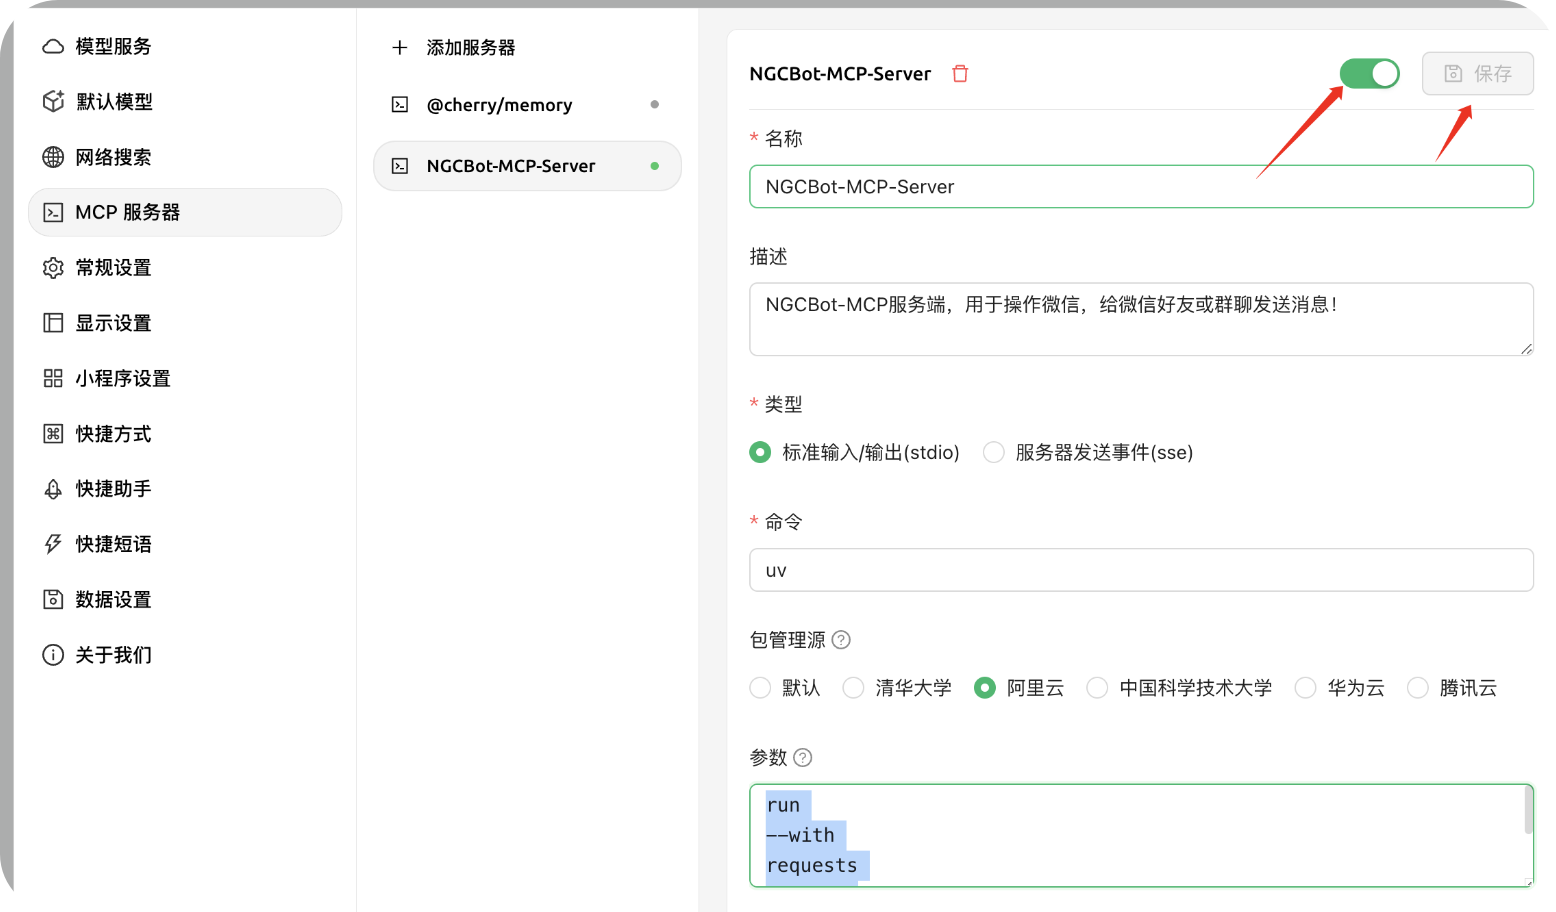 模型服务
默认模型
网络搜索
MCP 服务器
常规设置
显示设置
小程序设置
快捷方式
快捷助手
快捷短语
数据设置
关于我们
添加服务器
@cherry/memory
NGCBot-MCP-Server
NGCBot-MCP-Server
保存
* 名称
NGCBot-MCP-Server
描述
NGCBot-MCP服务端，用于操作微信，给微信好友或群聊发送消息！
* 类型
标准输入/输出(stdio) 服务器发送事件(sse)
* 命令
uv
包管理源
默认 清华大学 阿里云 中国科学技术大学 华为云 腾讯云
参数
run
--with
requests